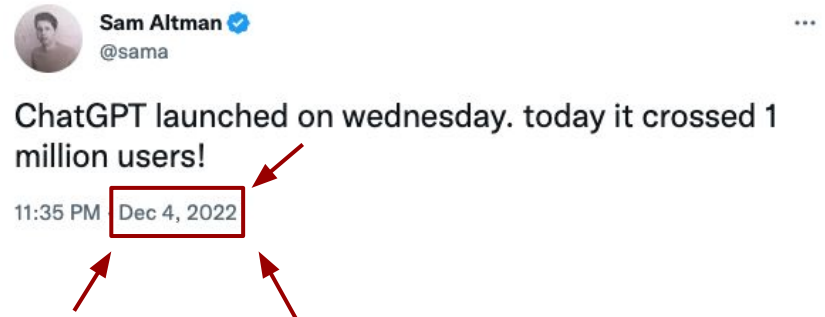 Sam Altman
@sama
ChatGPT launched on wednesday. today it crossed 1
million users!
11:35 PM · Dec 4, 2022